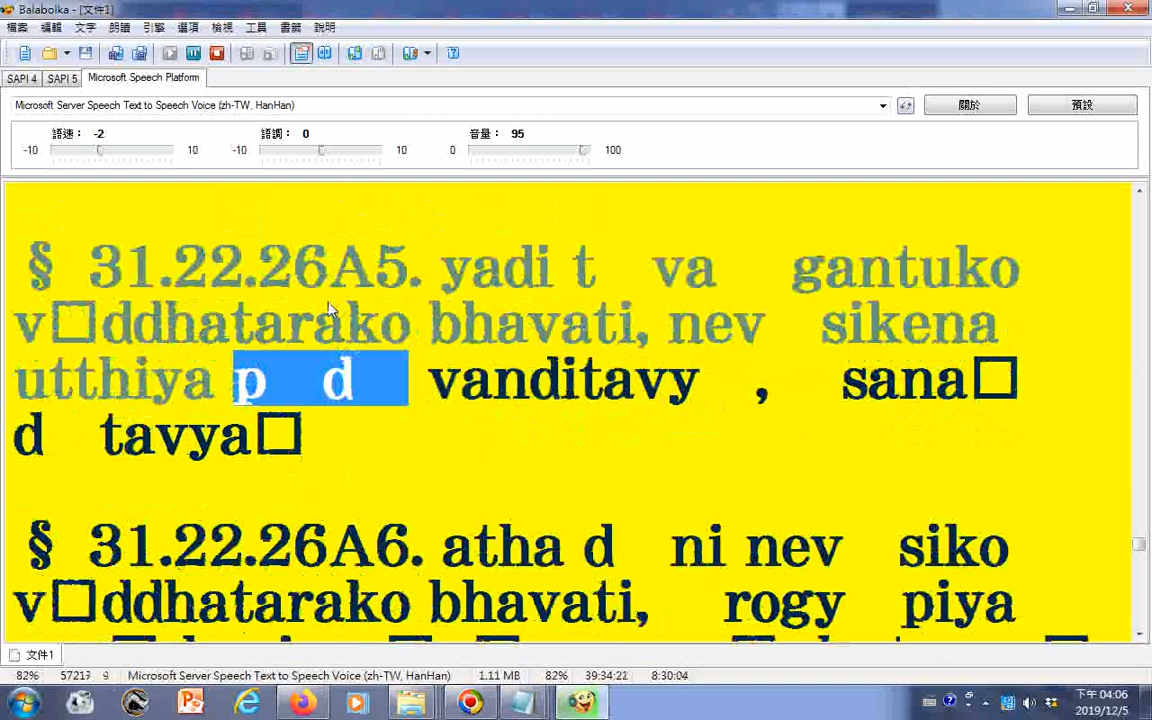 Balabolka - [文件1]
檔案 編輯 文字 朗讀 引擎 選項 檢視 工具 書籤 說明
SAPI 4 SAPI 5 Microsoft Speech Platform
Microsoft Server Speech Text to Speech Voice (zh-TW, HanHan) 關於 預設
語速： -2 語調： 0 音量： 95
-10 10 -10 10 0 100
§ 31.22.26A5. yadi t va gantuko
v□ddhatarako bhavati, nev sikena
utthiya p d vanditavy , sana□
d tavya□
§ 31.22.26A6. atha d ni nev siko
v□ddhatarako bhavati, rogy piya
文件1
82% Microsoft Server Speech Text to Speech Voice (zh-TW, HanHan) 1.11 MB 82% 39:34:22 8:30:04
下午 04:06
2019/12/5